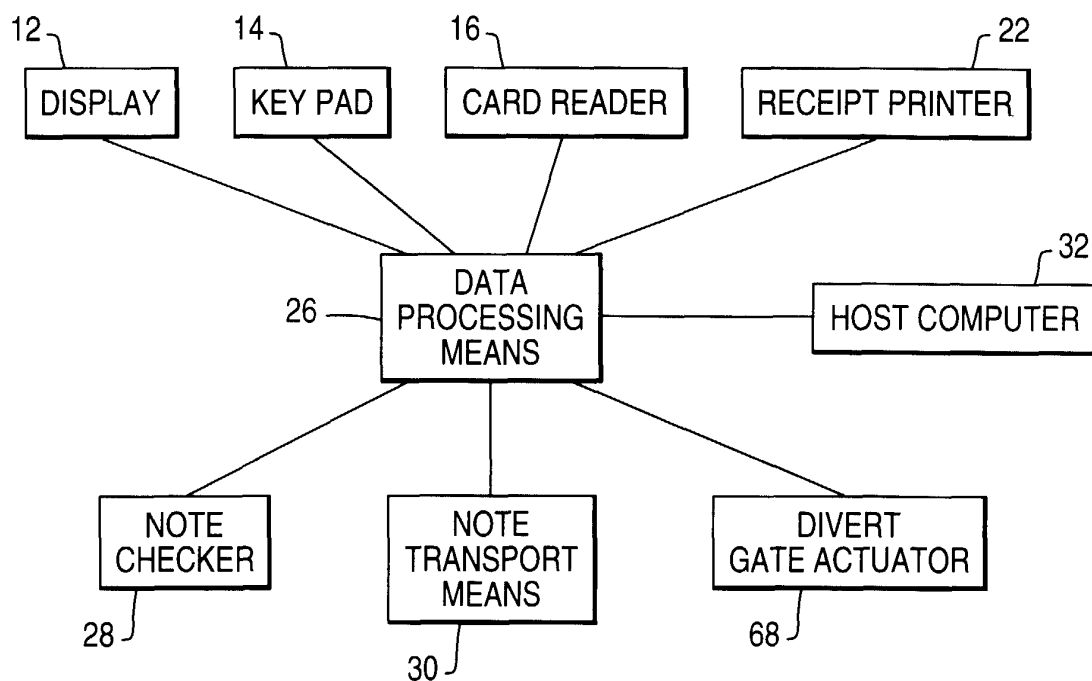 12
14
16
22
DISPLAY
KEY PAD
CARD READER
RECEIPT PRINTER
32
26
DATA
PROCESSING
MEANS
HOST COMPUTER
NOTE
CHECKER
NOTE
TRANSPORT
MEANS
DIVERT
GATE ACTUATOR
28
30
68